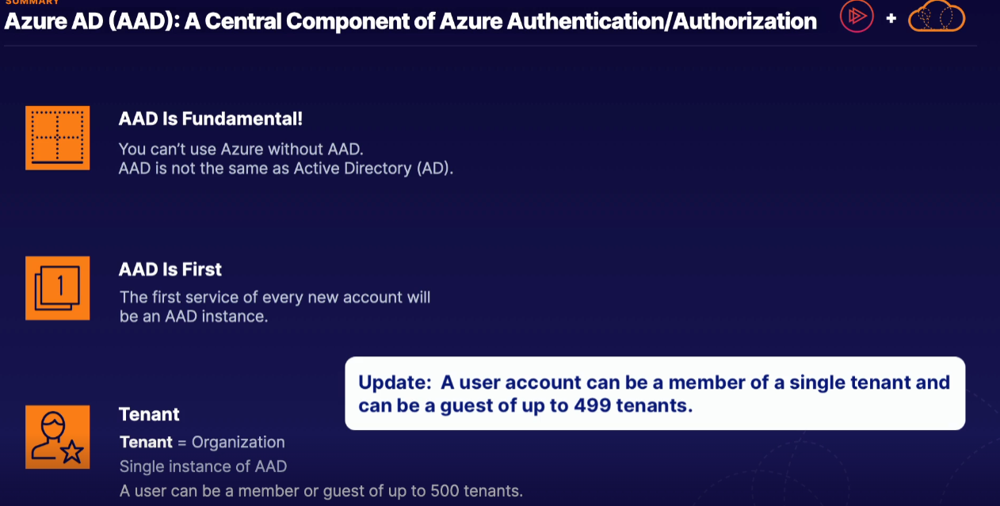 SUMMARY
Azure AD (AAD): A Central Component of Azure Authentication/Authorization
+
AAD Is Fundamental!
You can't use Azure without AAD.
AAD is not the same as Active Directory (AD).
1
AAD Is First
The first service of every new account will
be an AAD instance.
Update: A user account can be a member of a single tenant and
can be a guest of up to 499 tenants.
Tenant
Tenant = Organization
Single instance of AAD
A user can be a member or guest of up to 500 tenants.